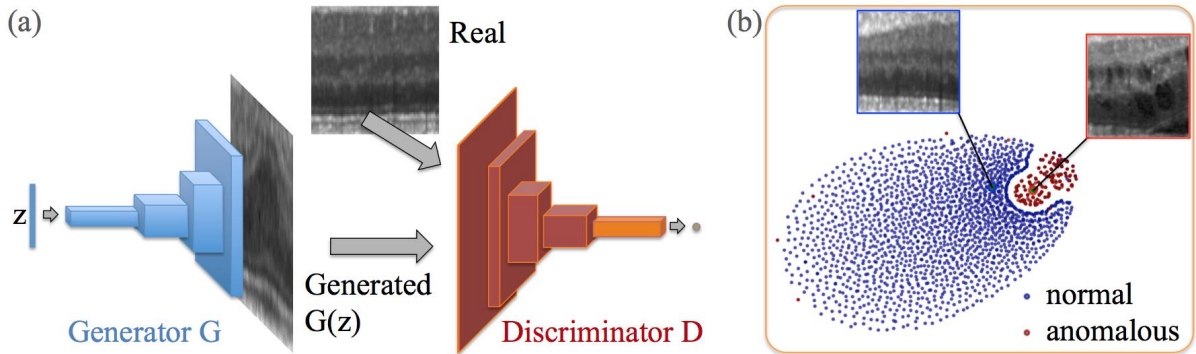 (a)
Real
z
Generated
G(z)
Generator G
Discriminator D
(b)
normal
anomalous